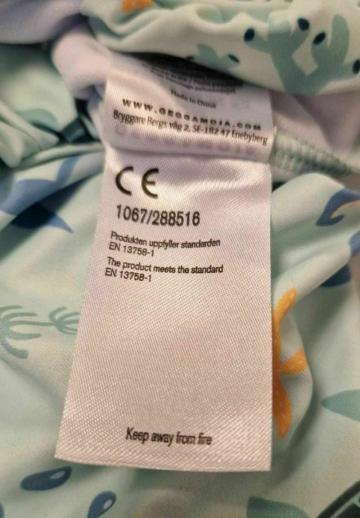 Made in China
WWW.GEGGAMOJA.COM
Bryggare Bergs väg 2, SE-182 47 Enebyberg
CE
1067/288516
Produkten uppfyller standarden
EN 13758-1
The product meets the standard
EN 13758-1
Keep away from fire